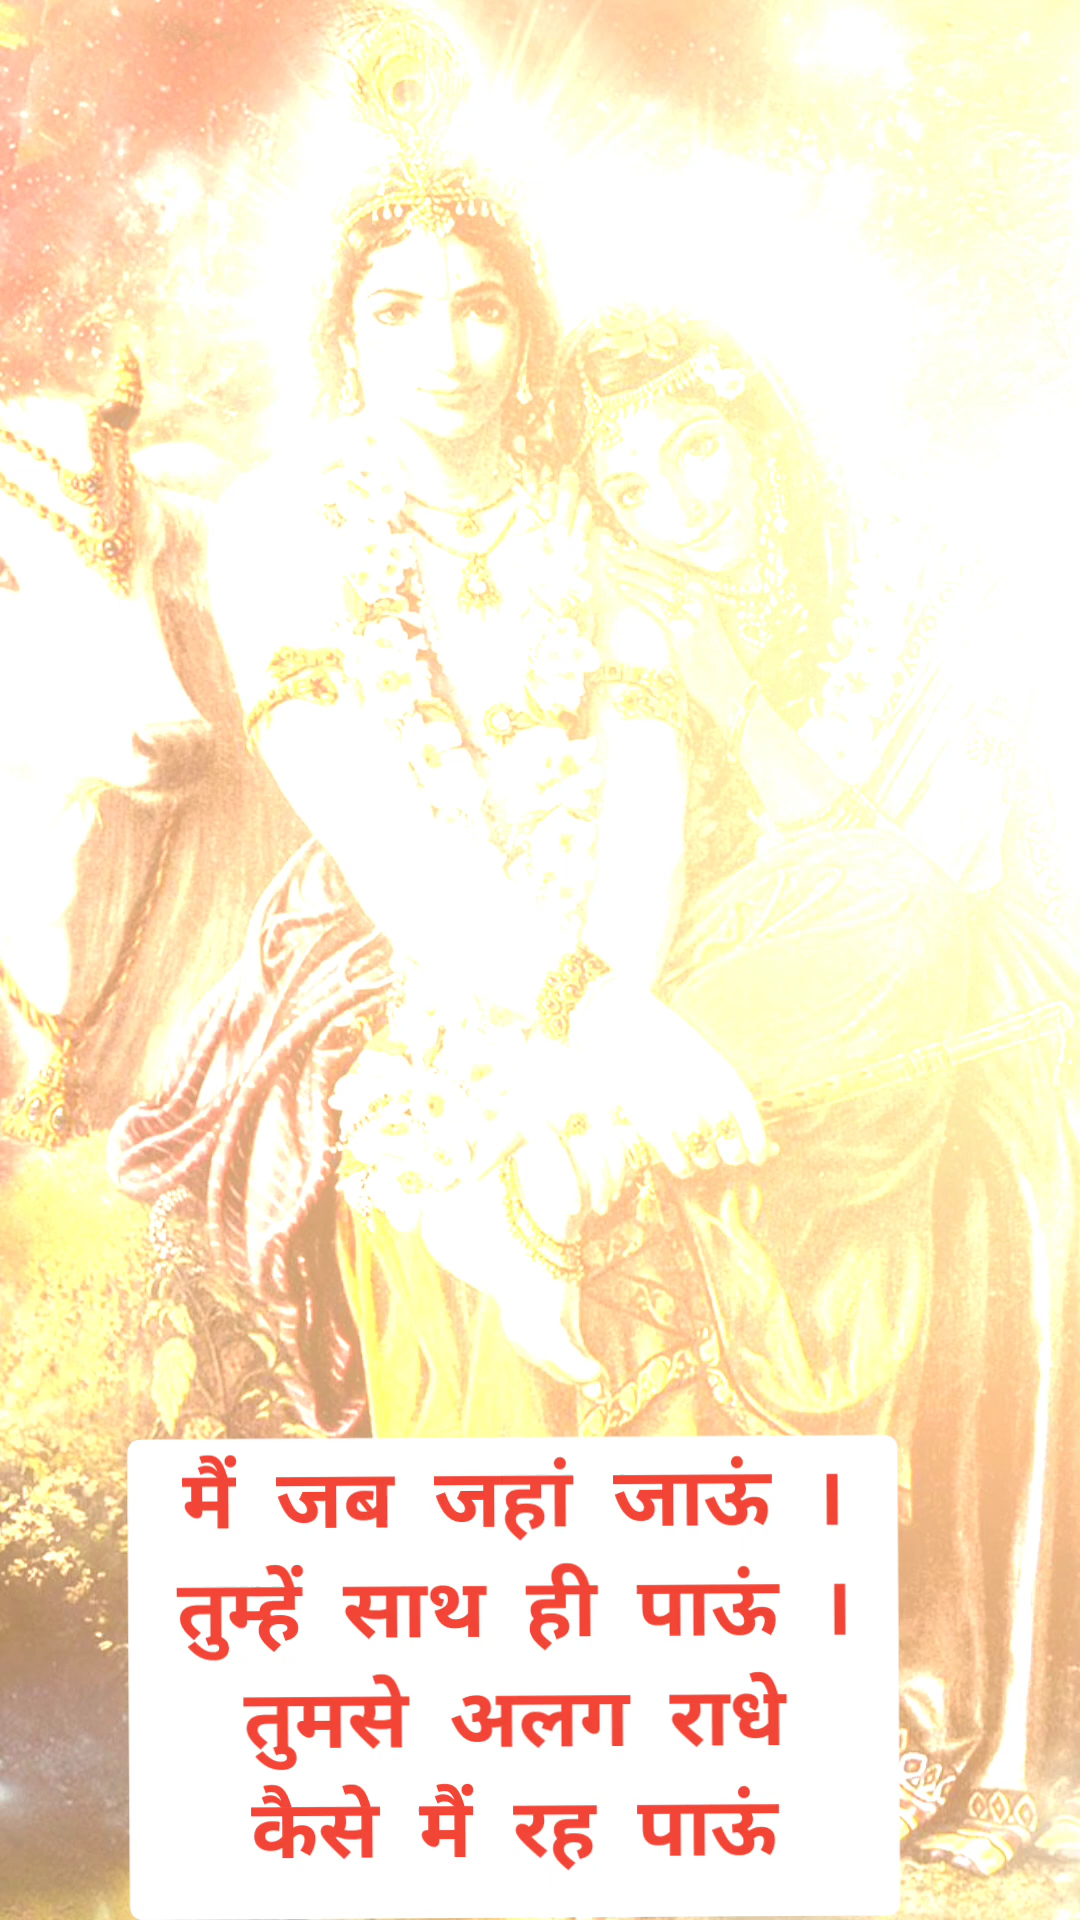 मैं जब जहां जाऊं ।
तुम्हें साथ ही पाऊं ।
तुमसे अलग राधे
कैसे मैं रह पाऊं